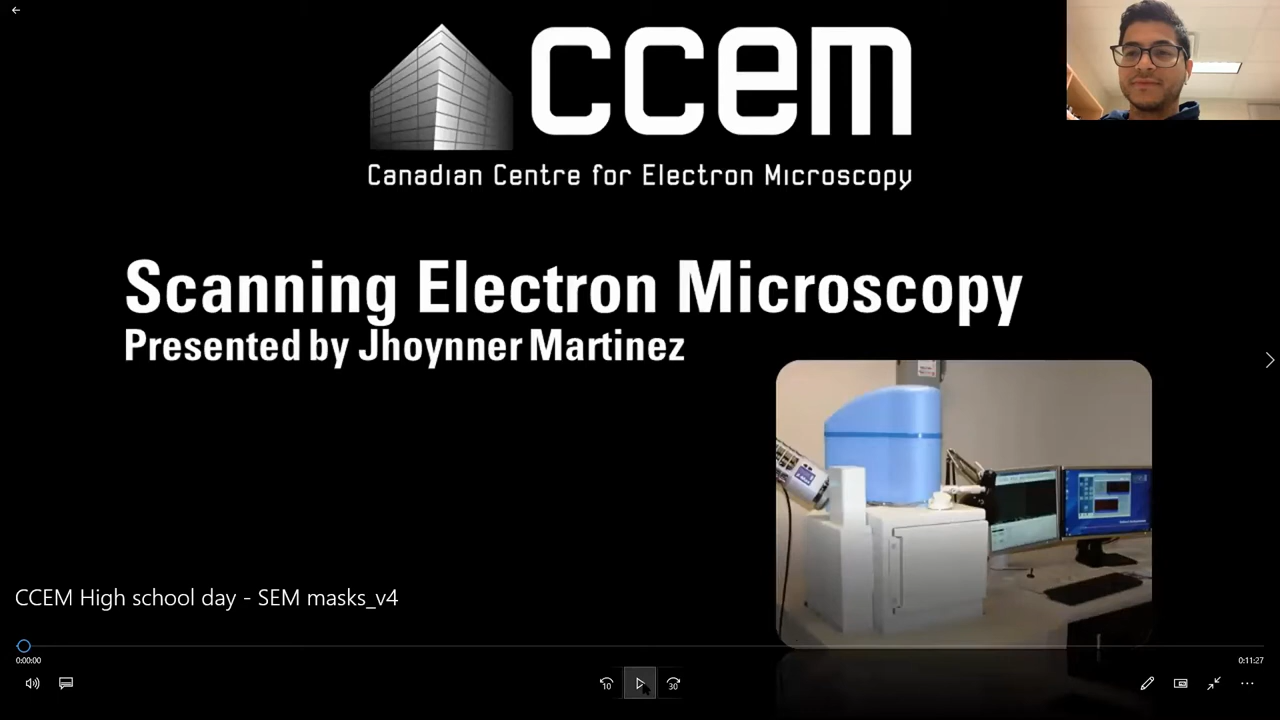 ccem
Canadian Centre for Electron Microscopy
Scanning Electron Microscopy
Presented by Jhoynner Martinez
CCEM High school day - SEM masks_v4
0:00:00
0:11:27
10
30